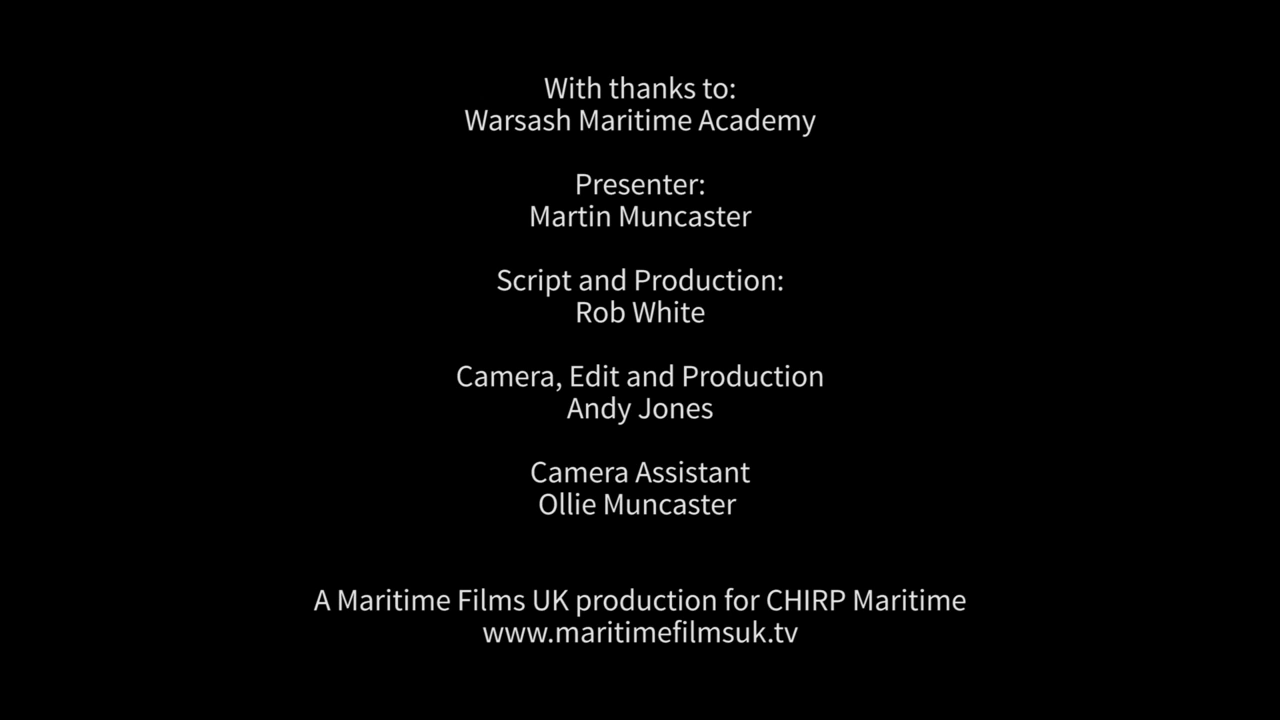 With thanks to:
Warsash Maritime Academy
Presenter:
Martin Muncaster
Script and Production:
Rob White
Camera, Edit and Production
Andy Jones
Camera Assistant
Ollie Muncaster
A Maritime Films UK production for CHIRP Maritime
www.maritimefilmsuk.tv